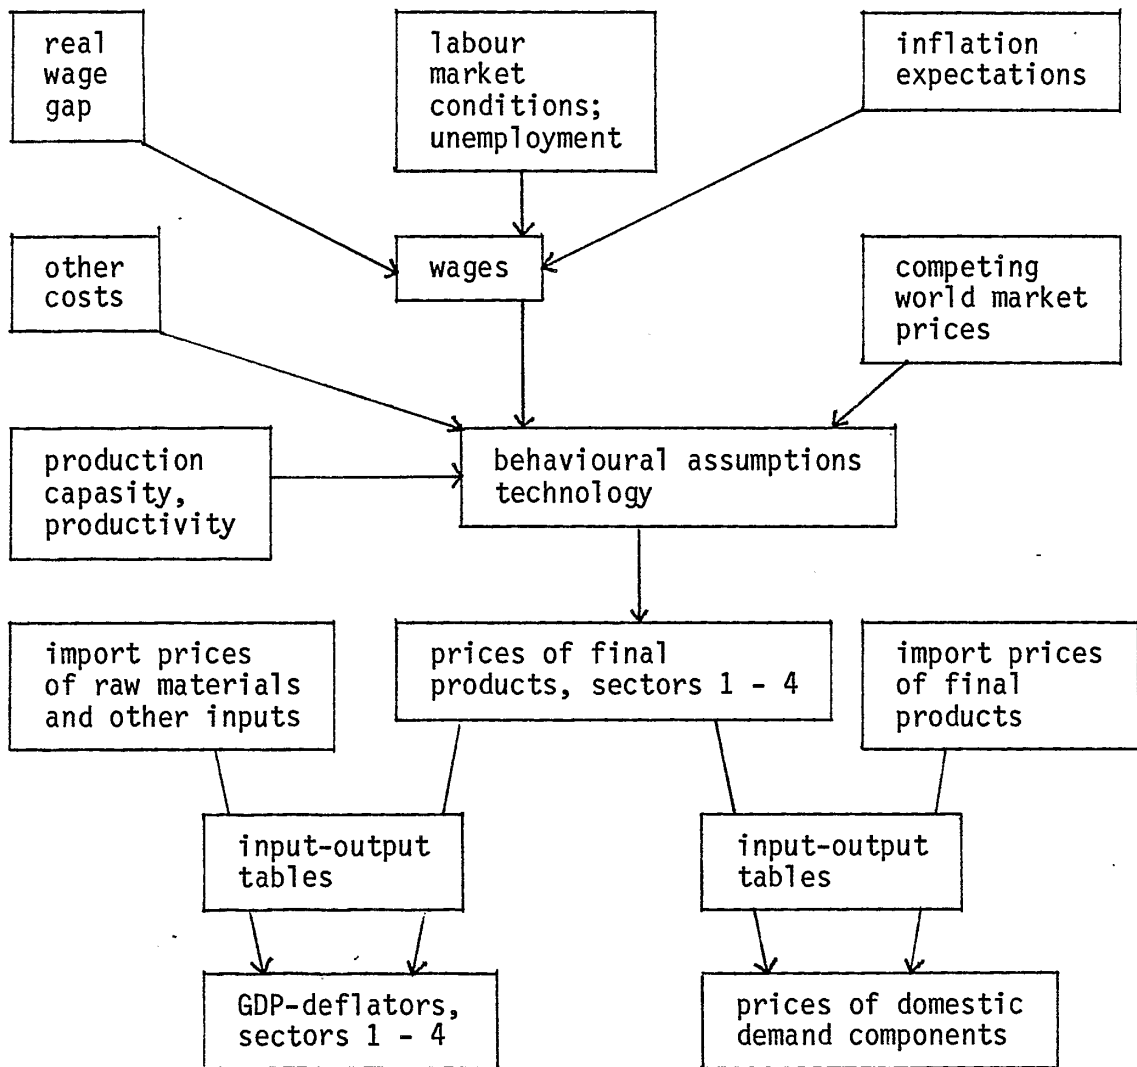 real
wage
gap
labour
market
conditions;
unemployment
inflation
expectations
other
costs
wages
competing
world market
prices
production
capasity,
productivity
behavioural assumptions
technology
import prices
of raw materials
and other inputs
prices of final
products, sectors 1 - 4
import prices
of final
products
input-output
tables
input-output
tables
GDP-deflators,
sectors 1 - 4
prices of domestic
demand components